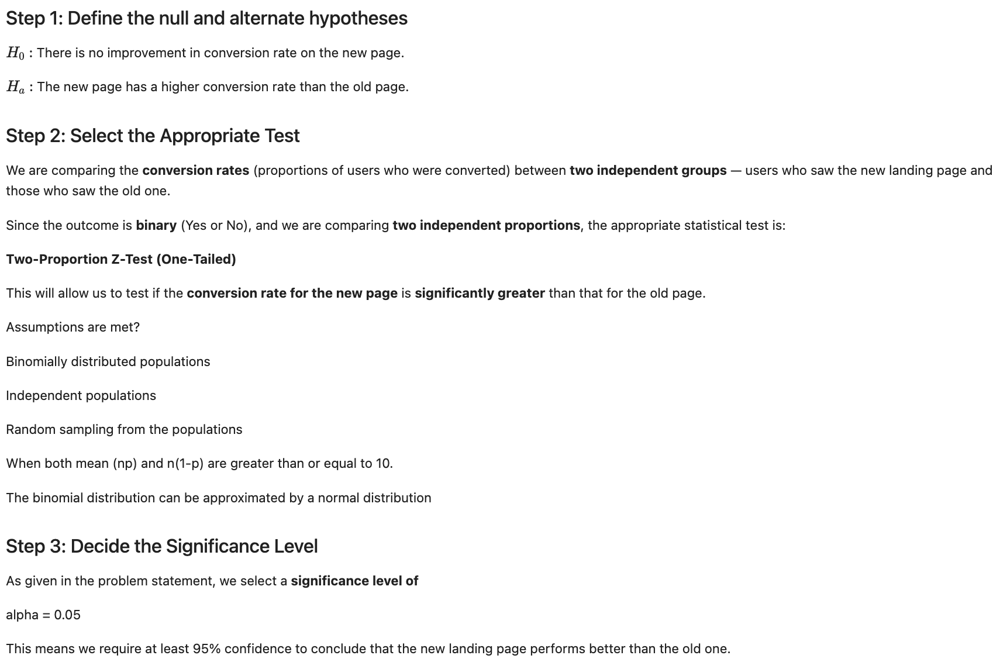 Step 1: Define the null and alternate hypotheses
H₀ : There is no improvement in conversion rate on the new page.
Hₐ : The new page has a higher conversion rate than the old page.
Step 2: Select the Appropriate Test
We are comparing the conversion rates (proportions of users who were converted) between two independent groups — users who saw the new landing page and
those who saw the old one.
Since the outcome is binary (Yes or No), and we are comparing two independent proportions, the appropriate statistical test is:
Two-Proportion Z-Test (One-Tailed)
This will allow us to test if the conversion rate for the new page is significantly greater than that for the old page.
Assumptions are met?
Binomially distributed populations
Independent populations
Random sampling from the populations
When both mean (np) and n(1-p) are greater than or equal to 10.
The binomial distribution can be approximated by a normal distribution
Step 3: Decide the Significance Level
As given in the problem statement, we select a significance level of
alpha = 0.05
This means we require at least 95% confidence to conclude that the new landing page performs better than the old one.